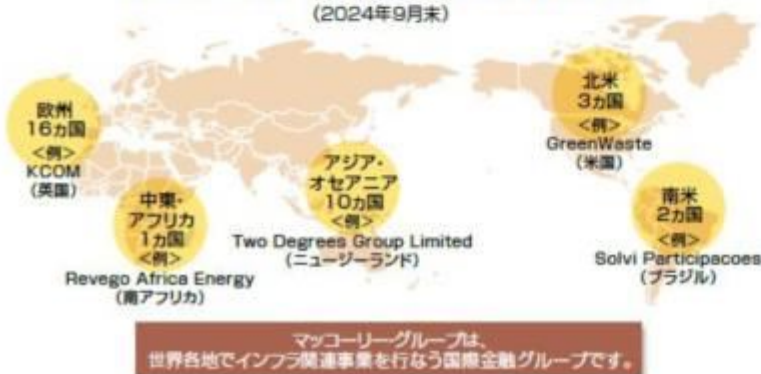 (2024年9月末)
欧州
16ヵ国
<例>
KCOM
(英国)
中東・
アフリカ
1ヵ国
<例>
Revego Africa Energy
(南アフリカ)
アジア・
オセアニア
10ヵ国
<例>
Two Degrees Group Limited
(ニュージーランド)
北米
3ヵ国
<例>
GreenWaste
(米国)
南米
2ヵ国
<例>
Solvi Participacoes
(ブラジル)
マッコーリーグループは、
世界各地でインフラ関連事業を行なう国際金融グループです。